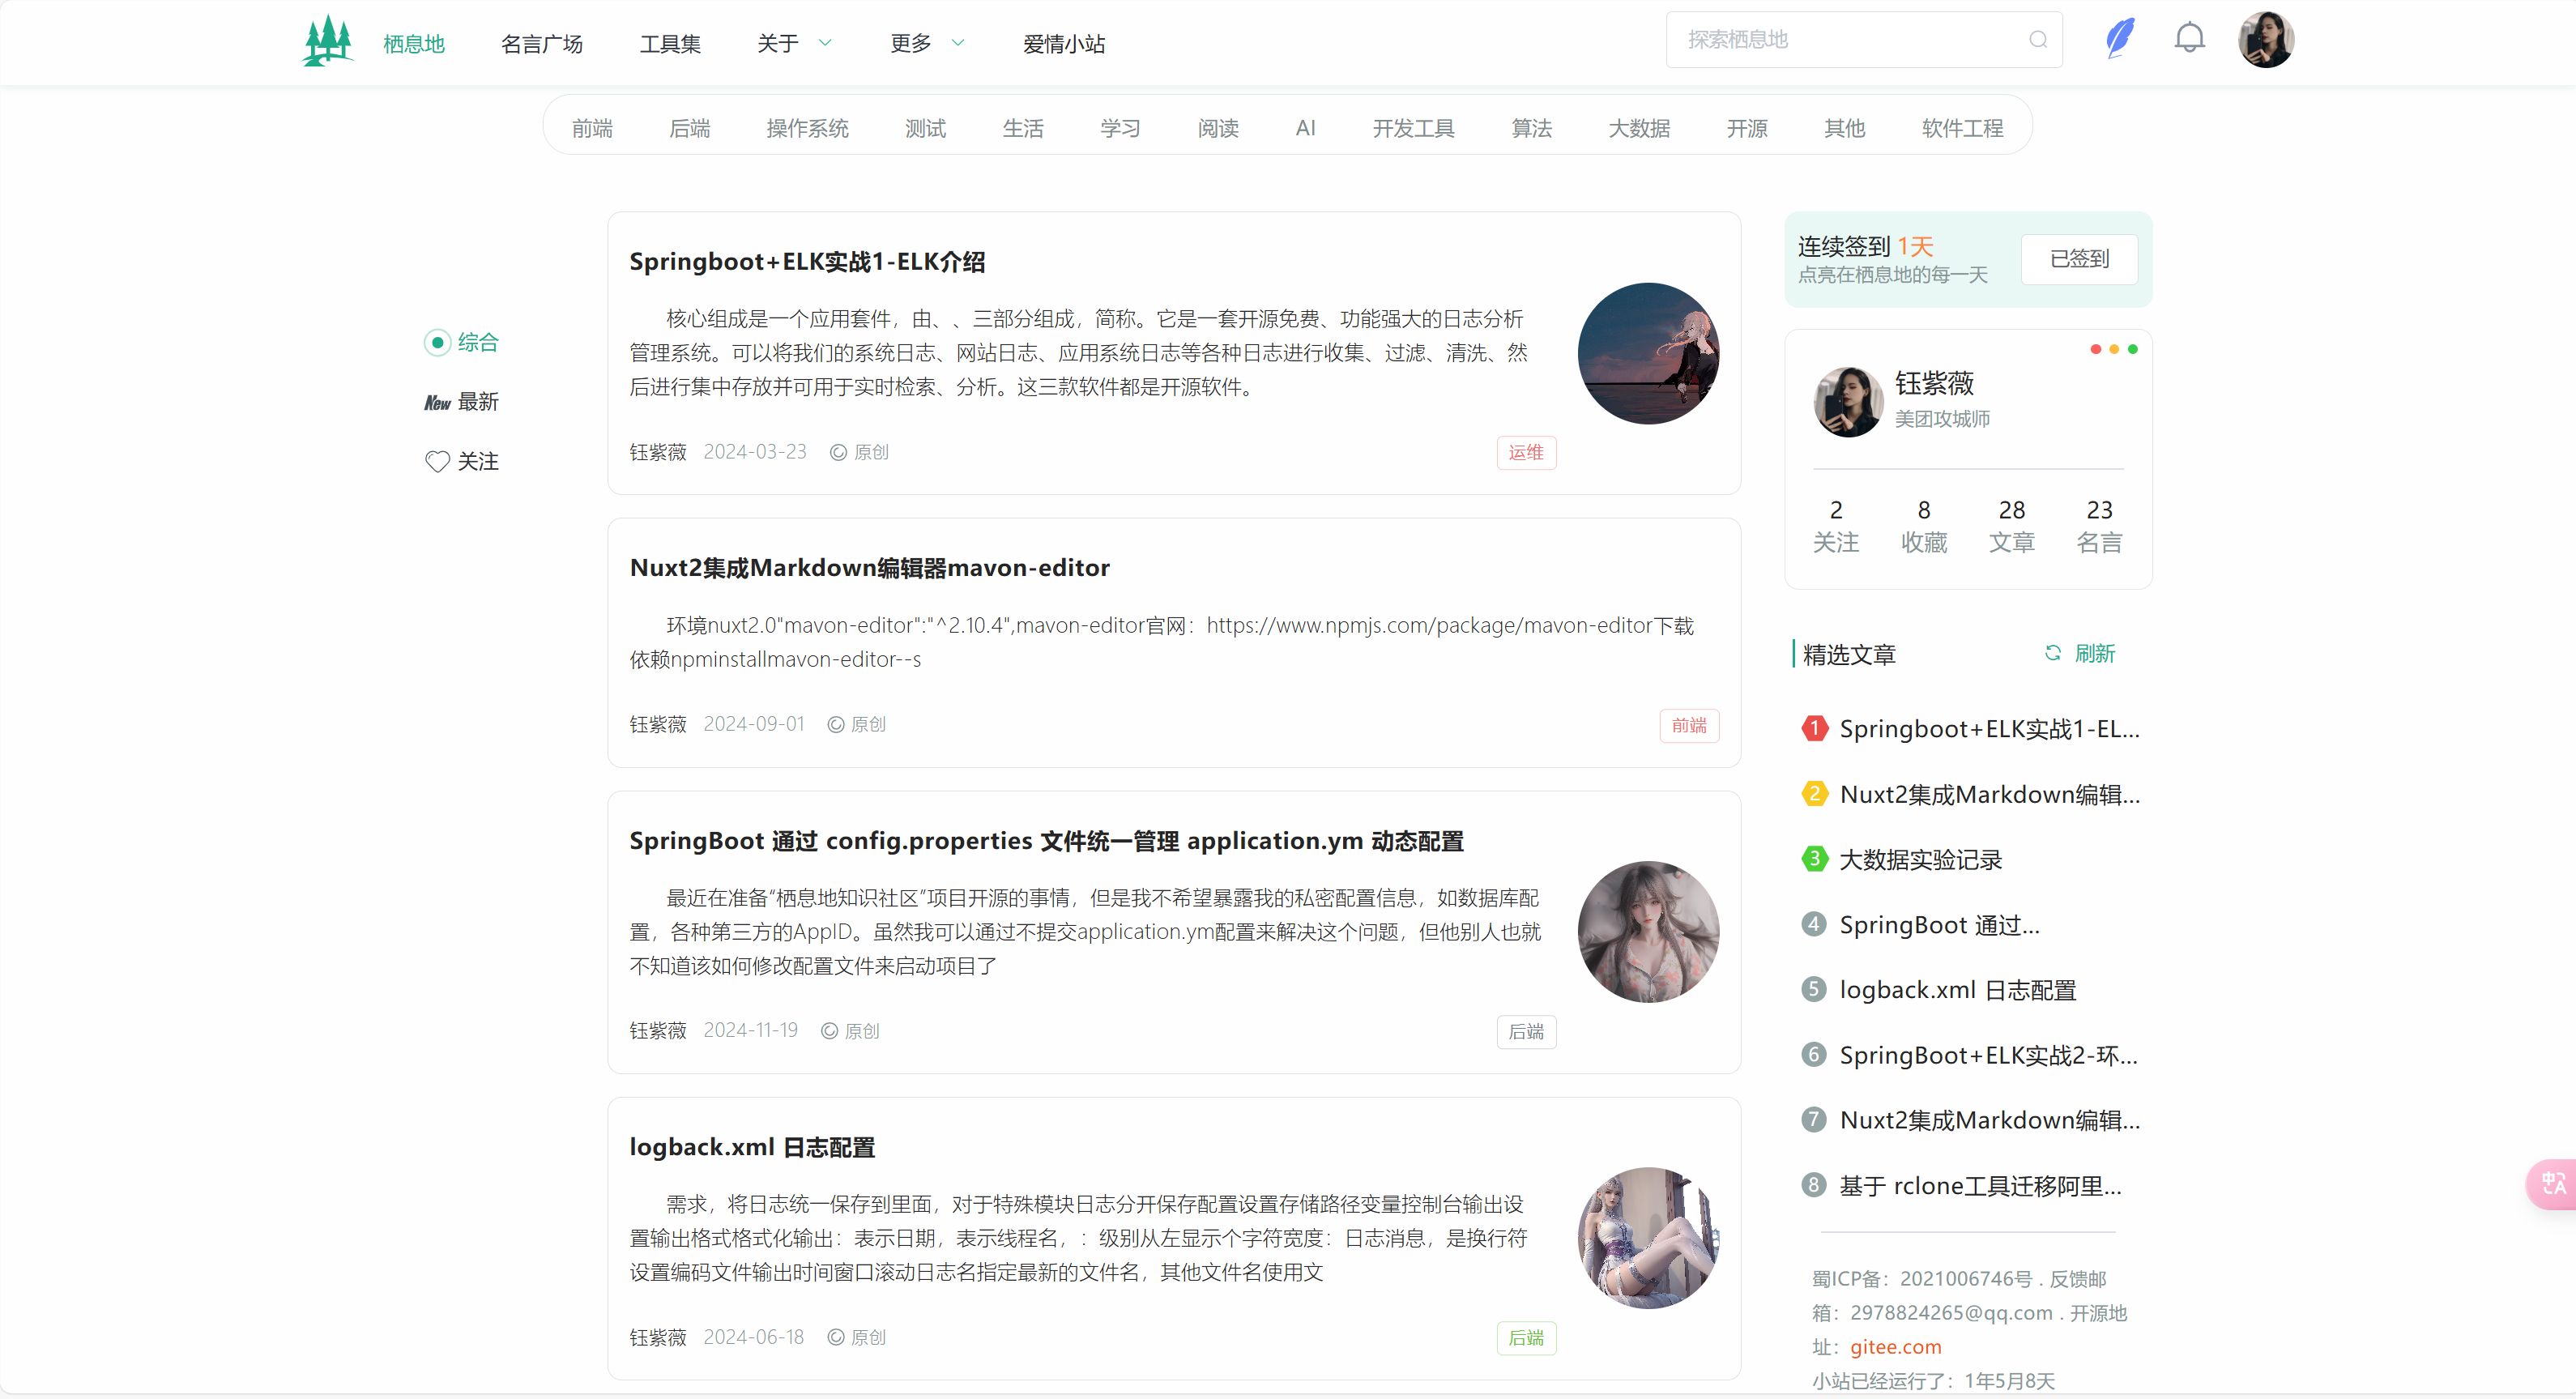 栖息地 名言广场 工具集 关于 更多 爱情小站 探索栖息地
前端 后端 操作系统 测试 生活 学习 阅读 AI 开发工具 算法 大数据 开源 其他 软件工程
综合
New 最新
关注
Springboot+ELK实战1-ELK介绍
核心组成是一个应用套件，由、、三部分组成，简称。它是一套开源免费、功能强大的日志分析
管理系统。可以将我们的系统日志、网站日志、应用系统日志等各种日志进行收集、过滤、清洗、然
后进行集中存放并可用于实时检索、分析。这三款软件都是开源软件。
钰紫薇 2024-03-23 原创 运维
Nuxt2集成Markdown编辑器mavon-editor
环境nuxt2.0"mavon-editor":"^2.10.4",mavon-editor官网：https://www.npmjs.com/package/mavon-editor下载
依赖npminstallmavon-editor--s
钰紫薇 2024-09-01 原创 前端
SpringBoot 通过 config.properties 文件统一管理 application.ym 动态配置
最近在准备“栖息地知识社区”项目开源的事情，但是我不希望暴露我的私密配置信息，如数据库配
置，各种第三方的AppID。虽然我可以通过不提交application.ym配置来解决这个问题，但他别人也就
不知道该如何修改配置文件来启动项目了
钰紫薇 2024-11-19 原创 后端
logback.xml 日志配置
需求，将日志统一保存到里面，对于特殊模块日志分开保存配置设置存储路径变量控制台输出设
置输出格式格式化输出：表示日期，表示线程名，：级别从左显示个字符宽度：日志消息，是换行符
设置编码文件输出时间窗口滚动日志名指定最新的文件名，其他文件名使用文
钰紫薇 2024-06-18 原创 后端
连续签到 1天
点亮在栖息地的每一天
已签到
钰紫薇
美团攻城师
2 8 28 23
关注 收藏 文章 名言
精选文章 刷新
1 Springboot+ELK实战1-EL...
2 Nuxt2集成Markdown编辑...
3 大数据实验记录
4 SpringBoot 通过...
5 logback.xml 日志配置
6 SpringBoot+ELK实战2-环...
7 Nuxt2集成Markdown编辑...
8 基于 rclone工具迁移阿里...
蜀ICP备：2021006746号 . 反馈邮
箱：2978824265@qq.com . 开源地
址：gitee.com
小站已经运行了：1年5月8天
中A